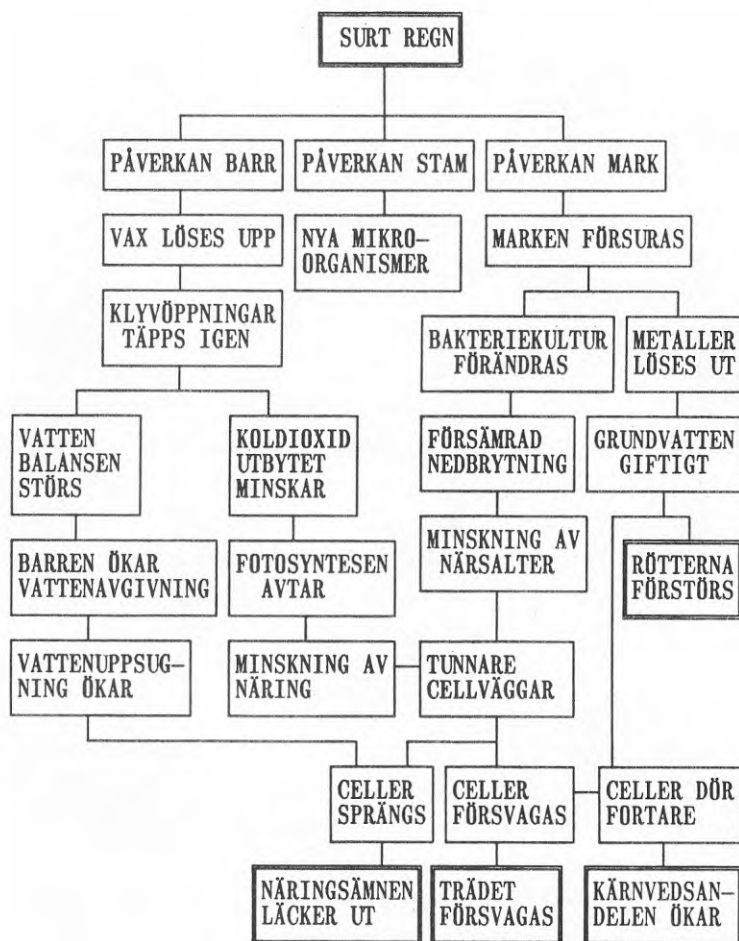 SURT REGN
PÅVERKAN BARR
PÅVERKAN STAM
PÅVERKAN MARK
VAX LÖSES UPP
NYA MIKRO-
ORGANISMER
MARKEN FÖRSURAS
KLYVÖPPNINGAR
TÄPPS IGEN
BAKTERIEKULTUR
FÖRÄNDRAS
METALLER
LÖSES UT
VATTEN
BALANSEN
STÖRS
KOLDIOXID
UTBYTET
MINSKAR
FÖRSÄMRAD
NEDBRYTNING
GRUNDVATTEN
GIFTIGT
BARREN ÖKAR
VATTENAVGIVNING
FOTOSYNTESEN
AVTAR
MINSKNING AV
NÄRSALTER
RÖTTERNA
FÖRSTÖRS
VATTENUPPSUG-
NING ÖKAR
MINSKNING AV
NÄRING
TUNNARE
CELLVÄGGAR
CELLER
SPRÄNGS
CELLER
FÖRSVAGAS
CELLER DÖR
FORTARE
NÄRINGSÄMNEN
LÄCKER UT
TRÄDET
FÖRSVAGAS
KÄRNVEDSAN-
DELEN ÖKAR